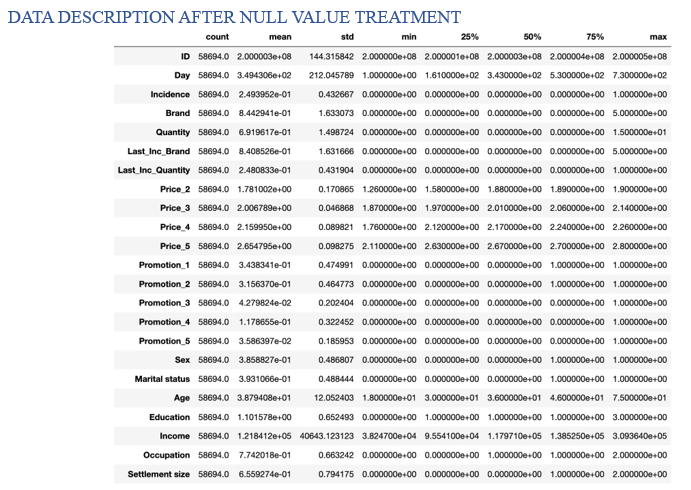 DATA DESCRIPTION AFTER NULL VALUE TREATMENT
count mean std min 25% 50% 75% max
ID 58694.0 2.000003e+08 144.315842 2.000000e+08 2.000001e+08 2.000003e+08 2.000004e+08 2.000005e+08
Day 58694.0 3.494306e+02 212.045789 1.000000e+00 1.610000e+02 3.430000e+02 5.300000e+02 7.300000e+02
Incidence 58694.0 2.493952e-01 0.432667 0.000000e+00 0.000000e+00 0.000000e+00 0.000000e+00 1.000000e+00
Brand 58694.0 8.442941e-01 1.633073 0.000000e+00 0.000000e+00 0.000000e+00 0.000000e+00 5.000000e+00
Quantity 58694.0 6.919617e-01 1.498724 0.000000e+00 0.000000e+00 0.000000e+00 0.000000e+00 1.500000e+01
Last_Inc_Brand 58694.0 8.408526e-01 1.631666 0.000000e+00 0.000000e+00 0.000000e+00 0.000000e+00 5.000000e+00
Last_Inc_Quantity 58694.0 2.480833e-01 0.431904 0.000000e+00 0.000000e+00 0.000000e+00 0.000000e+00 1.000000e+00
Price_2 58694.0 1.781002e+00 0.170865 1.260000e+00 1.580000e+00 1.880000e+00 1.890000e+00 1.900000e+00
Price_3 58694.0 2.006789e+00 0.046868 1.870000e+00 1.970000e+00 2.010000e+00 2.060000e+00 2.140000e+00
Price_4 58694.0 2.159950e+00 0.089821 1.760000e+00 2.120000e+00 2.170000e+00 2.240000e+00 2.260000e+00
Price_5 58694.0 2.654795e+00 0.098275 2.110000e+00 2.630000e+00 2.670000e+00 2.700000e+00 2.800000e+00
Promotion_1 58694.0 3.438341e-01 0.474991 0.000000e+00 0.000000e+00 0.000000e+00 1.000000e+00 1.000000e+00
Promotion_2 58694.0 3.156370e-01 0.464773 0.000000e+00 0.000000e+00 0.000000e+00 1.000000e+00 1.000000e+00
Promotion_3 58694.0 4.279824e-02 0.202404 0.000000e+00 0.000000e+00 0.000000e+00 0.000000e+00 1.000000e+00
Promotion_4 58694.0 1.178655e-01 0.322452 0.000000e+00 0.000000e+00 0.000000e+00 0.000000e+00 1.000000e+00
Promotion_5 58694.0 3.586397e-02 0.185953 0.000000e+00 0.000000e+00 0.000000e+00 0.000000e+00 1.000000e+00
Sex 58694.0 3.858827e-01 0.486807 0.000000e+00 0.000000e+00 0.000000e+00 1.000000e+00 1.000000e+00
Marital status 58694.0 3.931066e-01 0.488444 0.000000e+00 0.000000e+00 0.000000e+00 1.000000e+00 1.000000e+00
Age 58694.0 3.879408e+01 12.052403 1.800000e+01 3.000000e+01 3.600000e+01 4.600000e+01 7.500000e+01
Education 58694.0 1.101578e+00 0.652493 0.000000e+00 1.000000e+00 1.000000e+00 1.000000e+00 3.000000e+00
Income 58694.0 1.218412e+05 40643.123123 3.824700e+04 9.554100e+04 1.179710e+05 1.385250e+05 3.093640e+05
Occupation 58694.0 7.742018e-01 0.663242 0.000000e+00 0.000000e+00 1.000000e+00 1.000000e+00 2.000000e+00
Settlement size 58694.0 6.559274e-01 0.794175 0.000000e+00 0.000000e+00 0.000000e+00 1.000000e+00 2.000000e+00